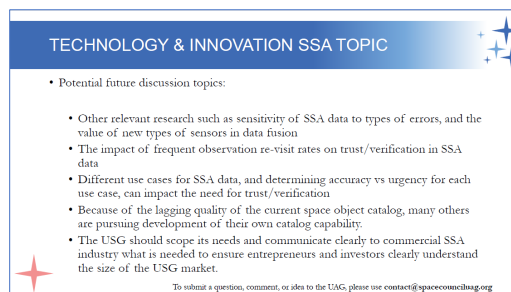 TECHNOLOGY & INNOVATION SSA TOPIC
• Potential future discussion topics:
• Other relevant research such as sensitivity of SSA data to types of errors, and the
value of new types of sensors in data fusion
• The impact of frequent observation re-visit rates on trust/verification in SSA
data
• Different use cases for SSA data, and determining accuracy vs urgency for each
use case, can impact the need for trust/verification
• Because of the lagging quality of the current space object catalog, many others
are pursuing development of their own catalog capability.
• The USG should scope its needs and communicate clearly to commercial SSA
industry what is needed to ensure entrepreneurs and investors clearly understand
the size of the USG market.
To submit a question, comment, or idea to the UAG, please use contact@spacecounciluag.org